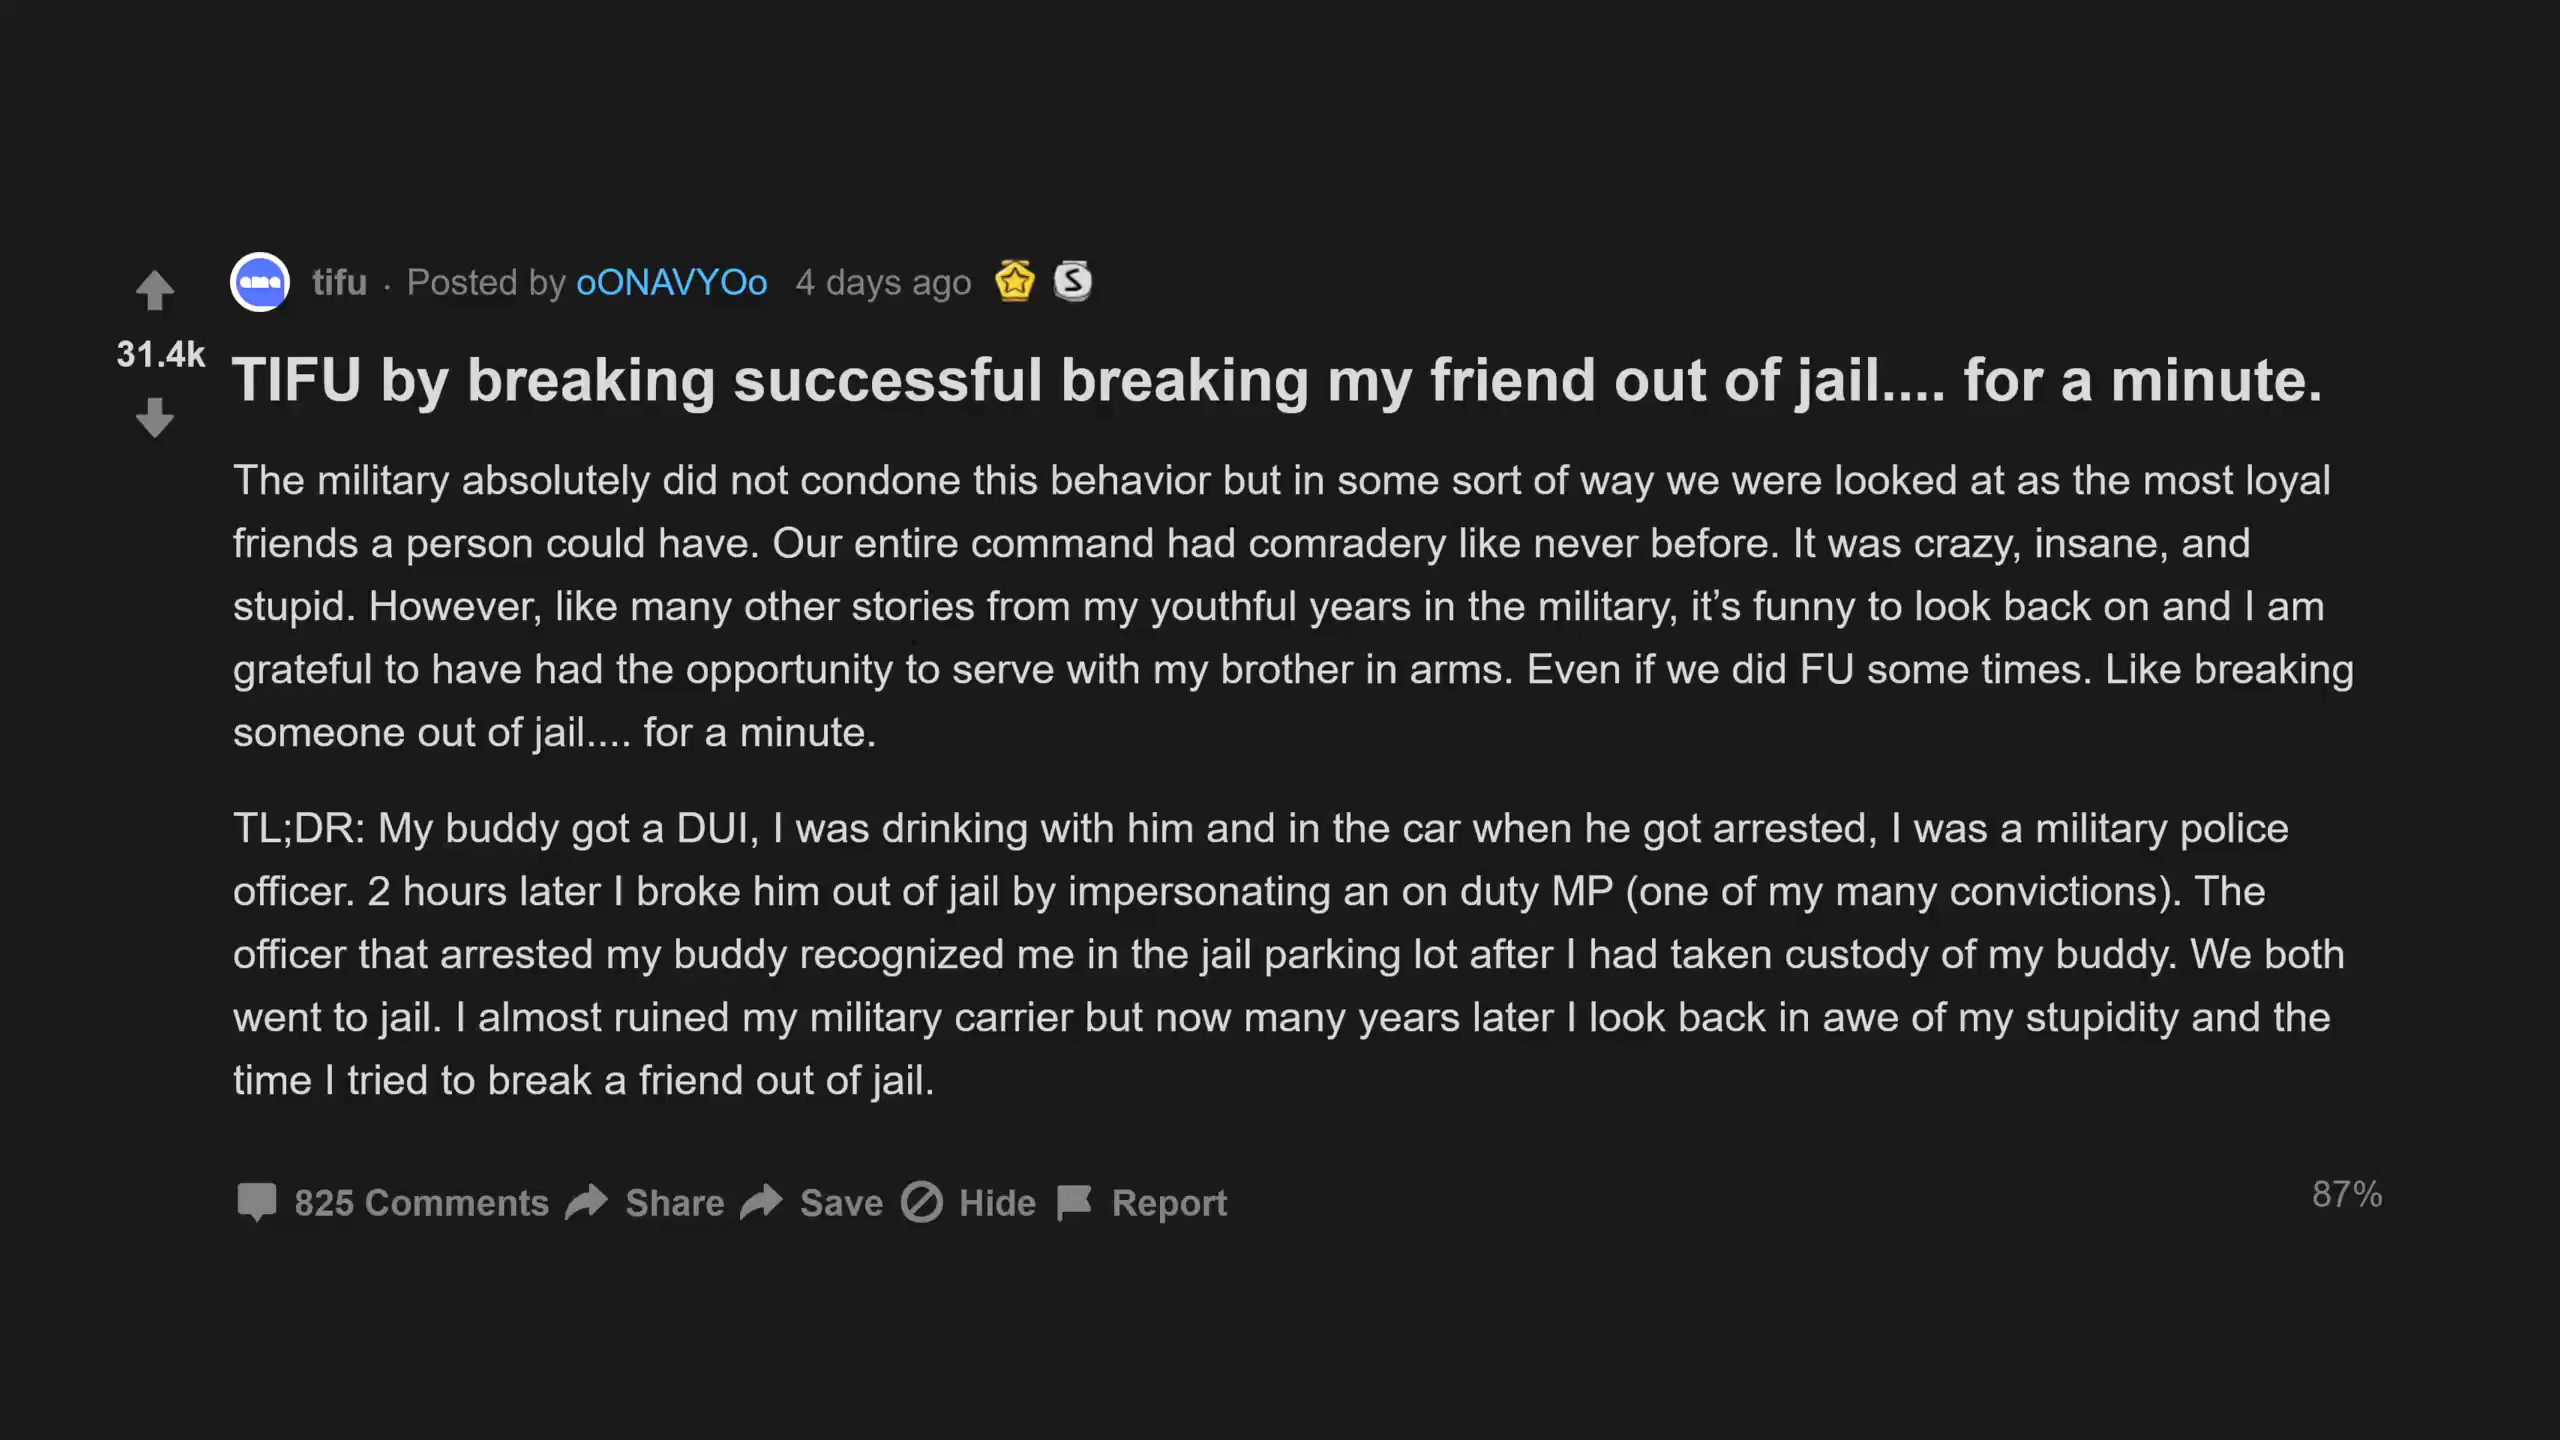 ama
tifu · Posted by oONAVYOo 4 days ago S
31.4k
TIFU by breaking successful breaking my friend out of jail.... for a minute.
The military absolutely did not condone this behavior but in some sort of way we were looked at as the most loyal
friends a person could have. Our entire command had comradery like never before. It was crazy, insane, and
stupid. However, like many other stories from my youthful years in the military, it’s funny to look back on and I am
grateful to have had the opportunity to serve with my brother in arms. Even if we did FU some times. Like breaking
someone out of jail.... for a minute.
TL;DR: My buddy got a DUI, I was drinking with him and in the car when he got arrested, I was a military police
officer. 2 hours later I broke him out of jail by impersonating an on duty MP (one of my many convictions). The
officer that arrested my buddy recognized me in the jail parking lot after I had taken custody of my buddy. We both
went to jail. I almost ruined my military carrier but now many years later I look back in awe of my stupidity and the
time I tried to break a friend out of jail.
825 Comments Share Save Hide Report
87%